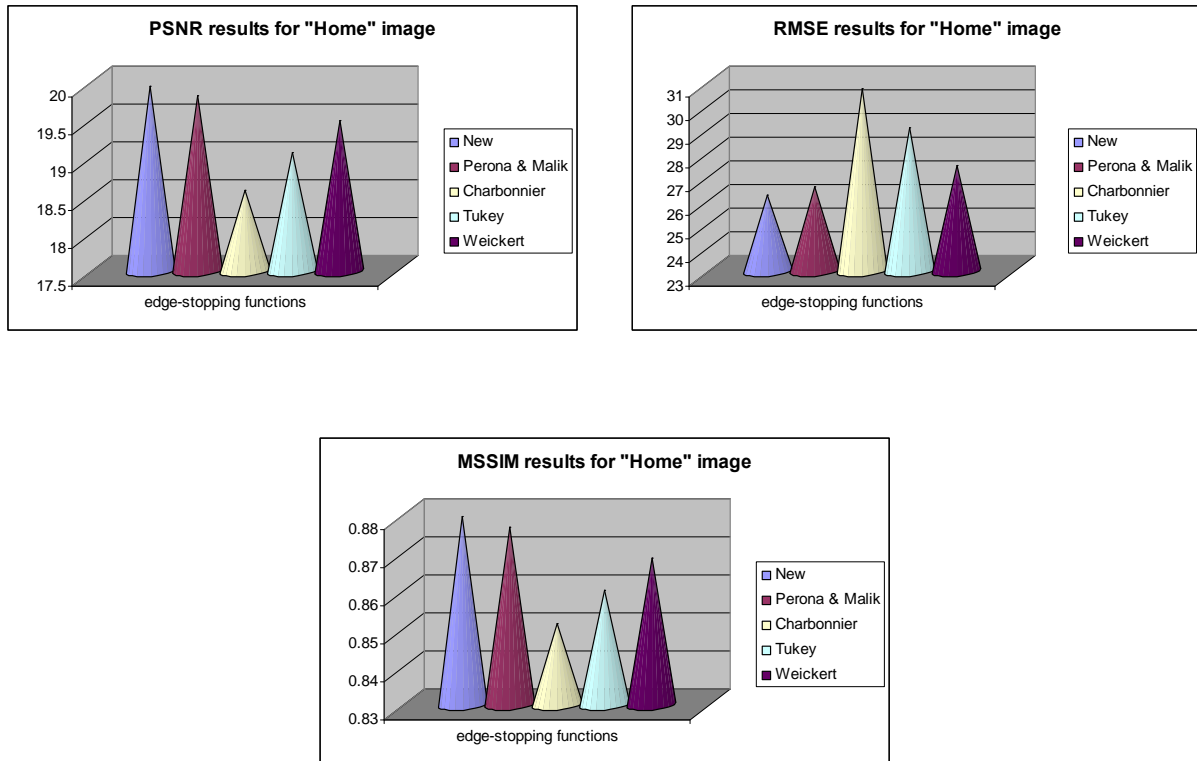 PSNR results for "Home" image
20
19.5
19
18.5
18
17.5
edge-stopping functions
New
Perona & Malik
Charbonnier
Tukey
Weickert
RMSE results for "Home" image
31
30
29
28
27
26
25
24
23
edge-stopping functions
New
Perona & Malik
Charbonnier
Tukey
Weickert
MSSIM results for "Home" image
0.88
0.87
0.86
0.85
0.84
0.83
edge-stopping functions
New
Perona & Malik
Charbonnier
Tukey
Weickert